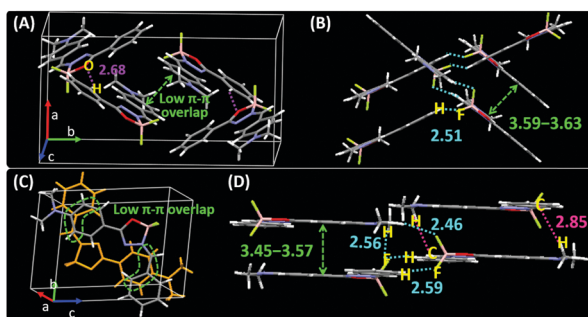 (A)
O
2.68
H
Low π-π
overlap
a
b
c
(B)
H
F
2.51
3.59–3.63
(C)
Low π-π overlap
a
b
c
(D)
H
2.46
C
2.85
H
3.45–3.57
2.56
H
F
C
H
F
2.59